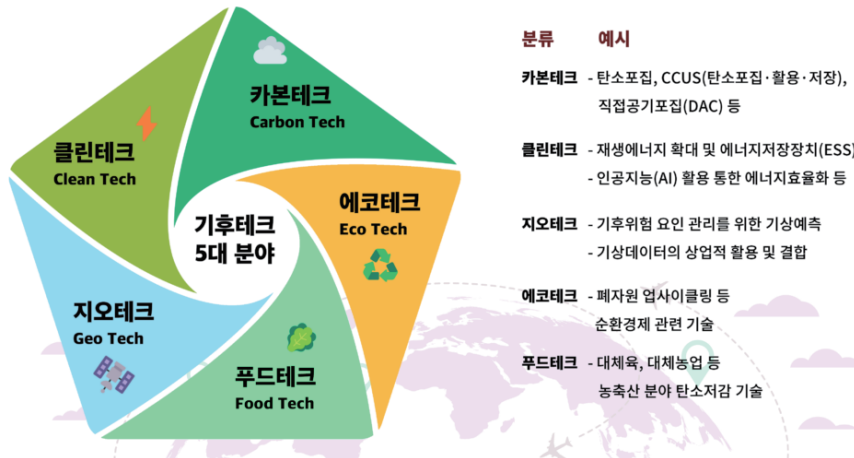 카본테크
Carbon Tech
클린테크
Clean Tech
에코테크
Eco Tech
기후테크
5대 분야
지오테크
Geo Tech
푸드테크
Food Tech
분류 예시
카본테크 - 탄소포집, CCUS(탄소포집·활용·저장),
직접공기포집(DAC) 등
클린테크 - 재생에너지 확대 및 에너지저장장치(ESS)
- 인공지능(AI) 활용 통한 에너지효율화 등
지오테크 - 기후위험 요인 관리를 위한 기상예측
- 기상데이터의 상업적 활용 및 결합
에코테크 - 폐자원 업사이클링 등
순환경제 관련 기술
푸드테크 - 대체육, 대체농업 등
농축산 분야 탄소저감 기술